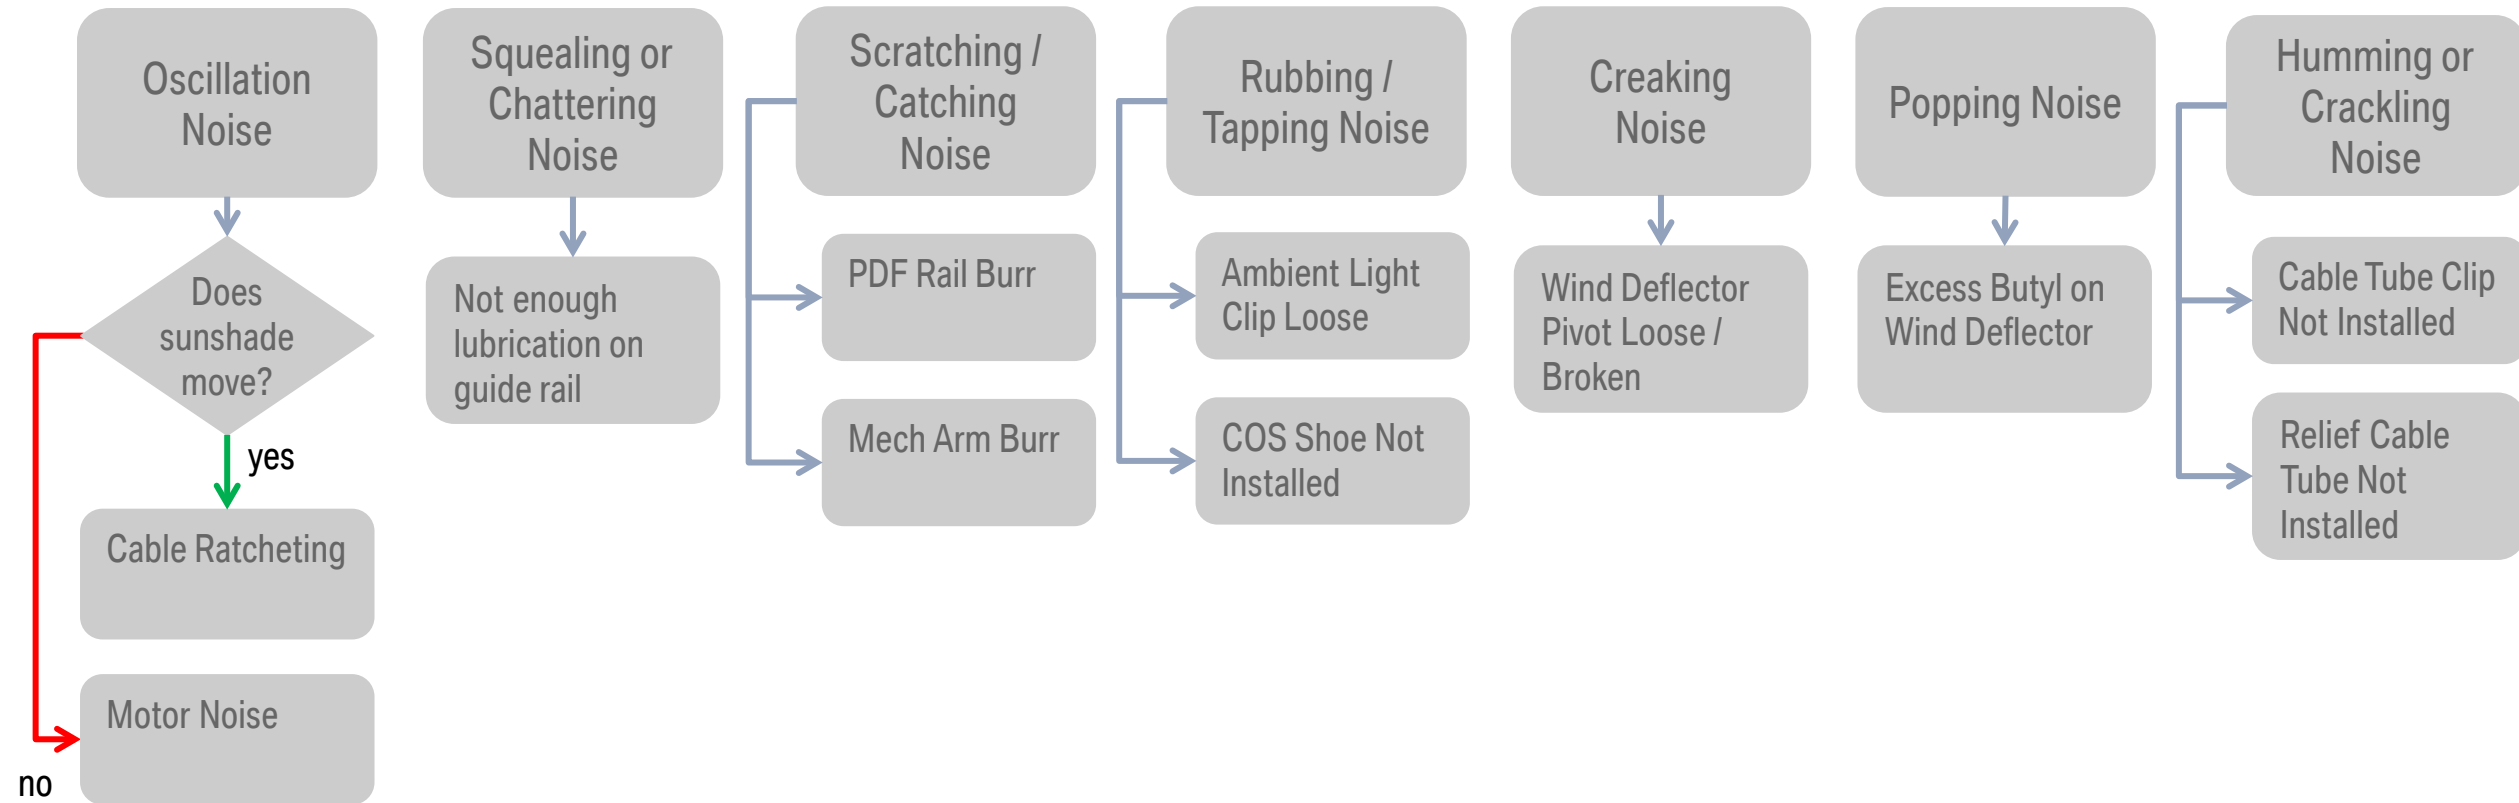 Oscillation
Noise
Does
sunshade
move?
yes
Cable Ratcheting
Motor Noise
no
Squealing or
Chattering
Noise
Not enough
lubrication on
guide rail
Scratching /
Catching
Noise
PDF Rail Burr
Mech Arm Burr
Rubbing /
Tapping Noise
Ambient Light
Clip Loose
COS Shoe Not
Installed
Creaking
Noise
Wind Deflector
Pivot Loose /
Broken
Popping Noise
Excess Butyl on
Wind Deflector
Humming or
Crackling
Noise
Cable Tube Clip
Not Installed
Relief Cable
Tube Not
Installed